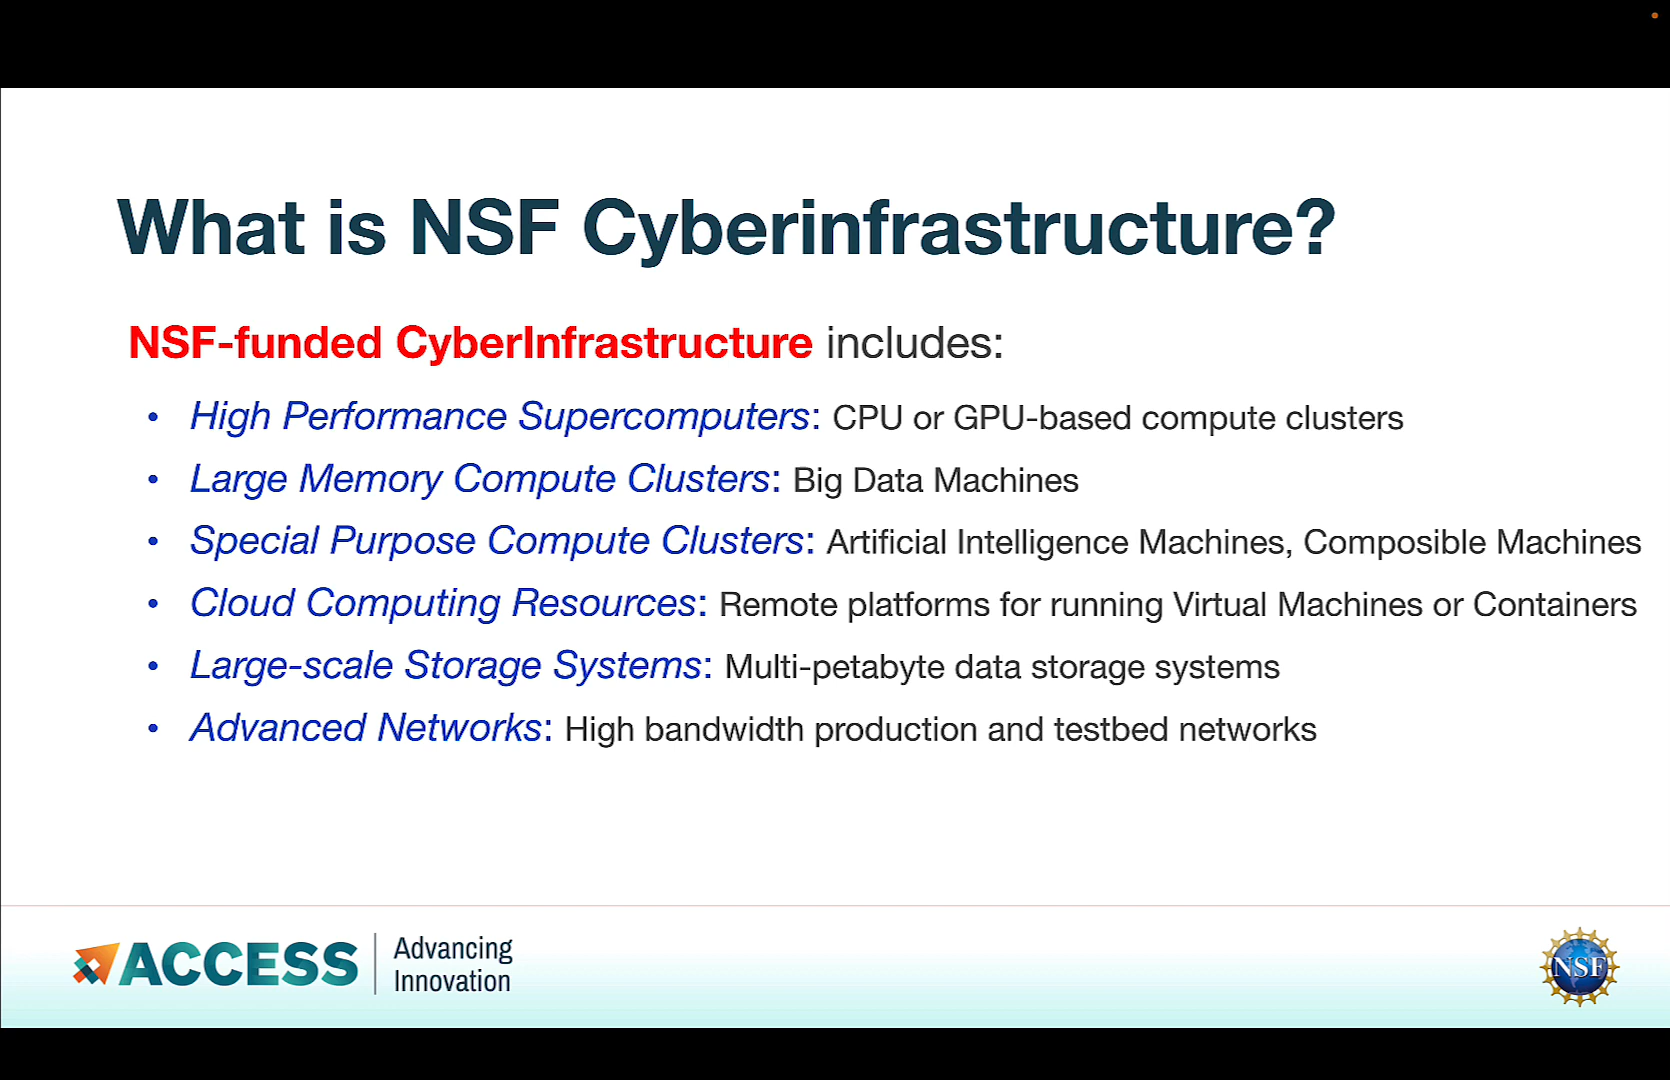 What is NSF Cyberinfrastructure?
NSF-funded CyberInfrastructure includes:
• High Performance Supercomputers: CPU or GPU-based compute clusters
• Large Memory Compute Clusters: Big Data Machines
• Special Purpose Compute Clusters: Artificial Intelligence Machines, Composible Machines
• Cloud Computing Resources: Remote platforms for running Virtual Machines or Containers
• Large-scale Storage Systems: Multi-petabyte data storage systems
• Advanced Networks: High bandwidth production and testbed networks
ACCESS
Advancing
Innovation
NSF